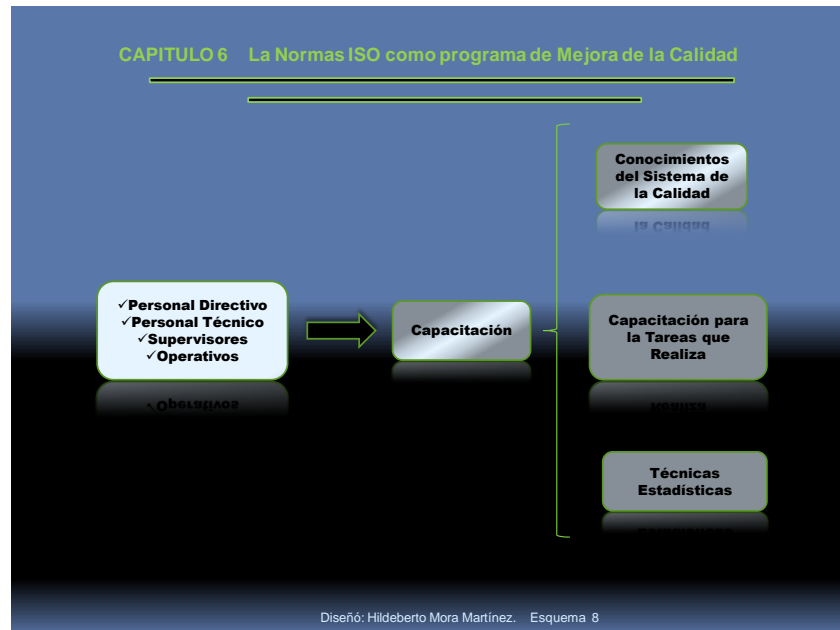 CAPITULO 6 La Normas ISO como programa de Mejora de la Calidad
Conocimientos
del Sistema de
la Calidad
✓Personal Directivo
✓Personal Técnico
✓Supervisores
✓Operativos
Capacitación
Capacitación para
la Tareas que
Realiza
Técnicas
Estadísticas
Diseñó: Hildeberto Mora Martínez. Esquema 8